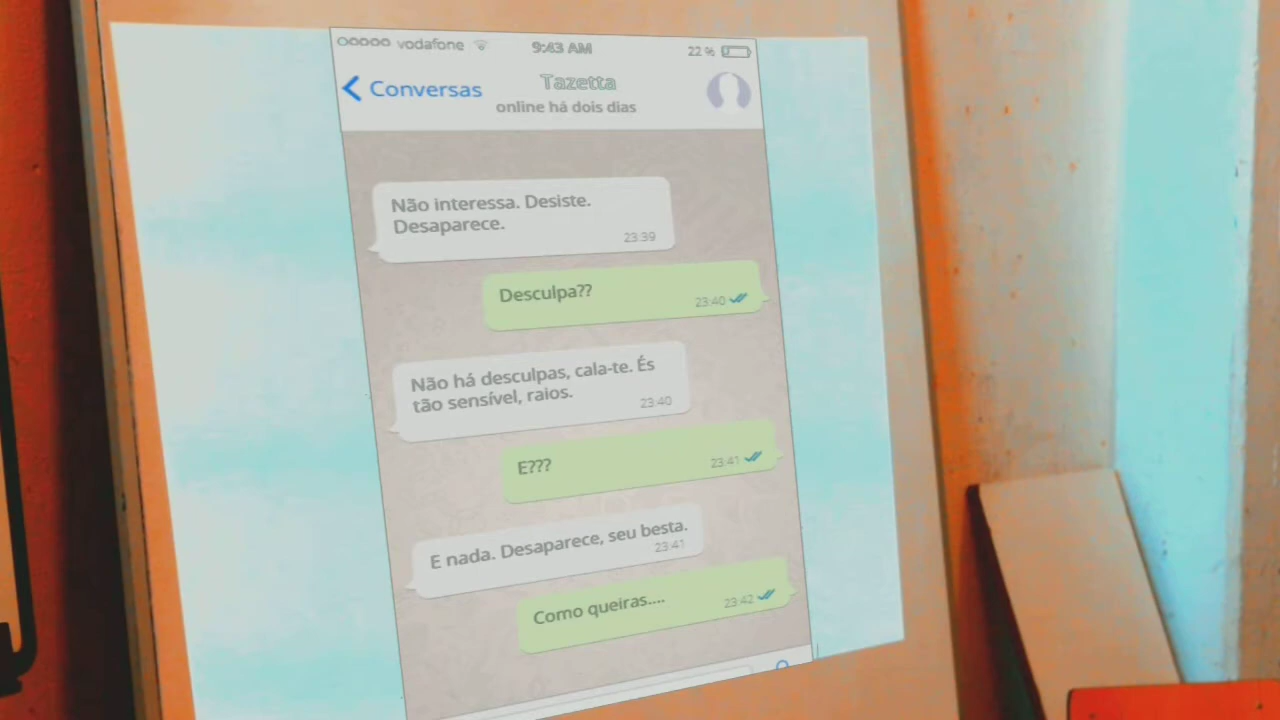 vodafone 9:43 AM 22 %
Conversas Tazetta
online há dois dias
Não interessa. Desiste.
Desaparece.
23:39
Desculpa??
23:40
Não há desculpas, cala-te. És
tão sensível, raios.
23:40
E???
23:41
E nada. Desaparece, seu besta.
23:41
Como queiras....
23:42